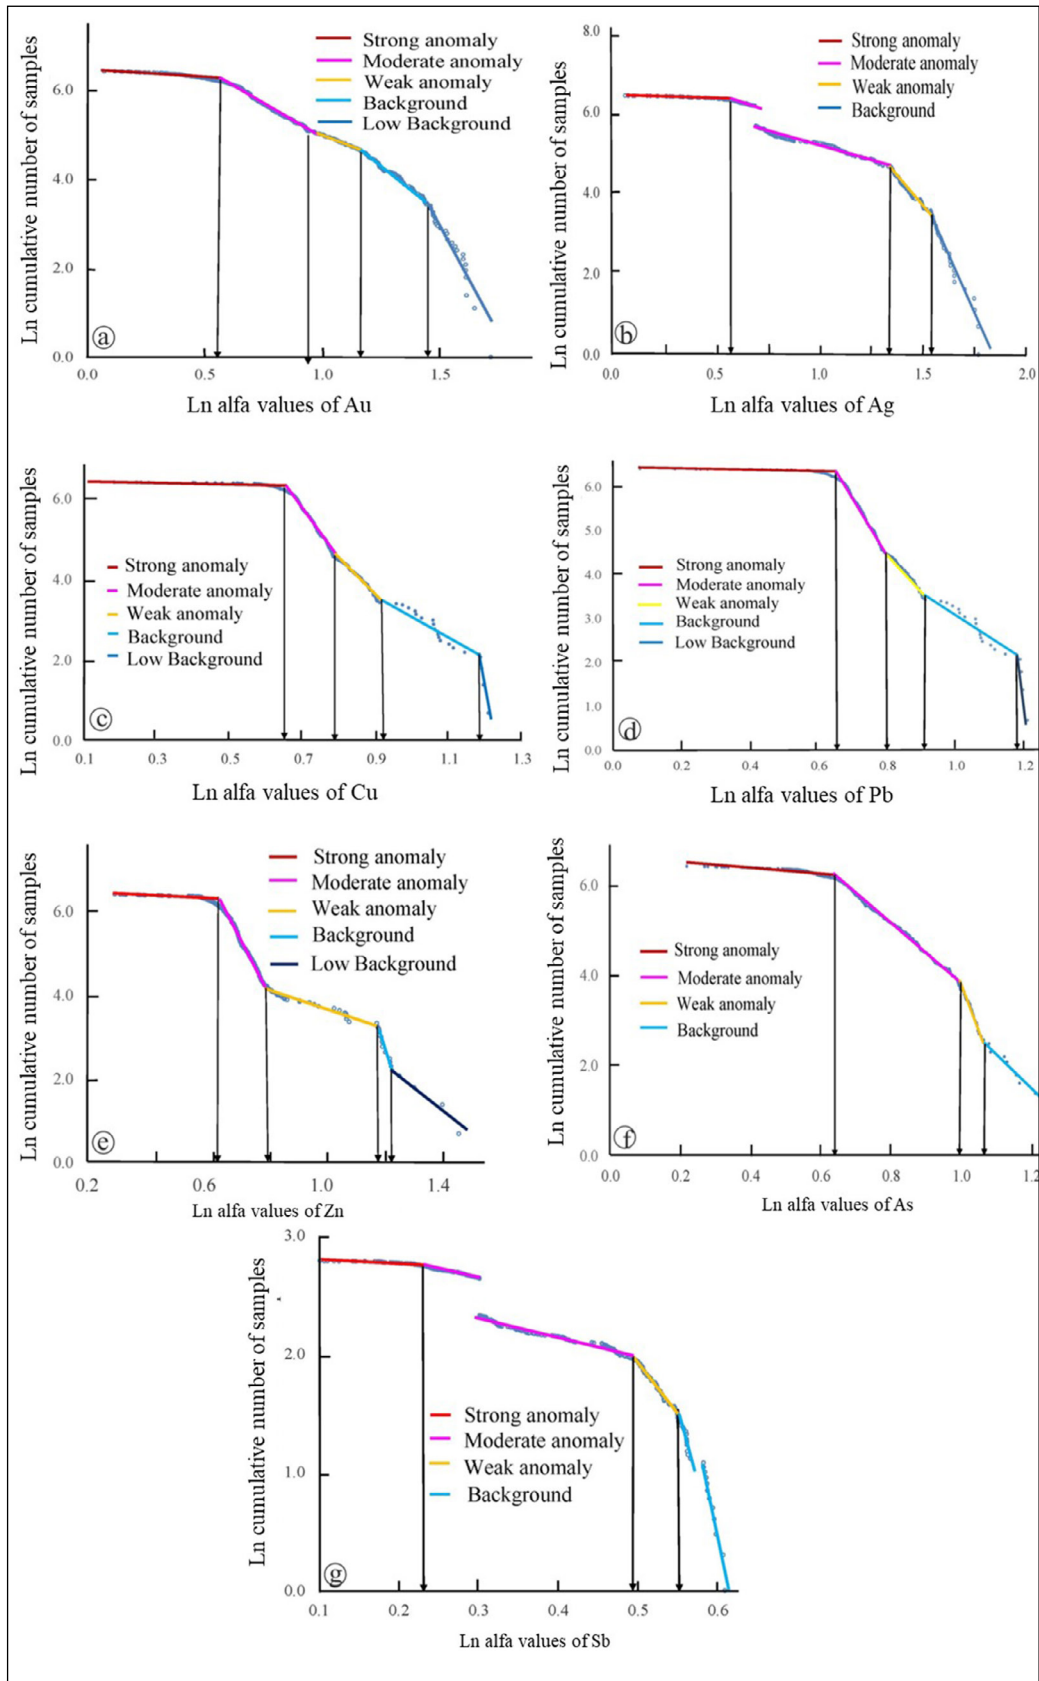 Ln cumulative number of samples
Strong anomaly
Moderate anomaly
Weak anomaly
Background
Low Background
6.0
4.0
2.0
0.0
a
0.0 0.5 1.0 1.5
Ln alfa values of Au
Ln cumulative number of samples
Strong anomaly
Moderate anomaly
Weak anomaly
Background
8.0
6.0
4.0
2.0
0.0
b
0.0 0.5 1.0 1.5 2.0
Ln alfa values of Ag
Ln cumulative number of samples
6.0
4.0
2.0
0.0
Strong anomaly
Moderate anomaly
Weak anomaly
Background
Low Background
c
0.1 0.3 0.5 0.7 0.9 1.1 1.3
Ln alfa values of Cu
Ln cumulative number of samples
6.0
5.0
4.0
3.0
2.0
1.0
0.0
Strong anomaly
Moderate anomaly
Weak anomaly
Background
Low Background
d
0.0 0.2 0.4 0.6 0.8 1.0 1.2
Ln alfa values of Pb
Ln cumulative number of samples
Strong anomaly
Moderate anomaly
Weak anomaly
Background
Low Background
6.0
4.0
2.0
0.0
e
0.2 0.6 1.0 1.4
Ln alfa values of Zn
Ln cumulative number of samples
6.0
4.0
2.0
0.0
Strong anomaly
Moderate anomaly
Weak anomaly
Background
f
0.0 0.2 0.4 0.6 0.8 1.0 1.2
Ln alfa values of As
Ln cumulative number of samples
3.0
2.0
1.0
0.0
Strong anomaly
Moderate anomaly
Weak anomaly
Background
g
0.1 0.2 0.3 0.4 0.5 0.6
Ln alfa values of Sb